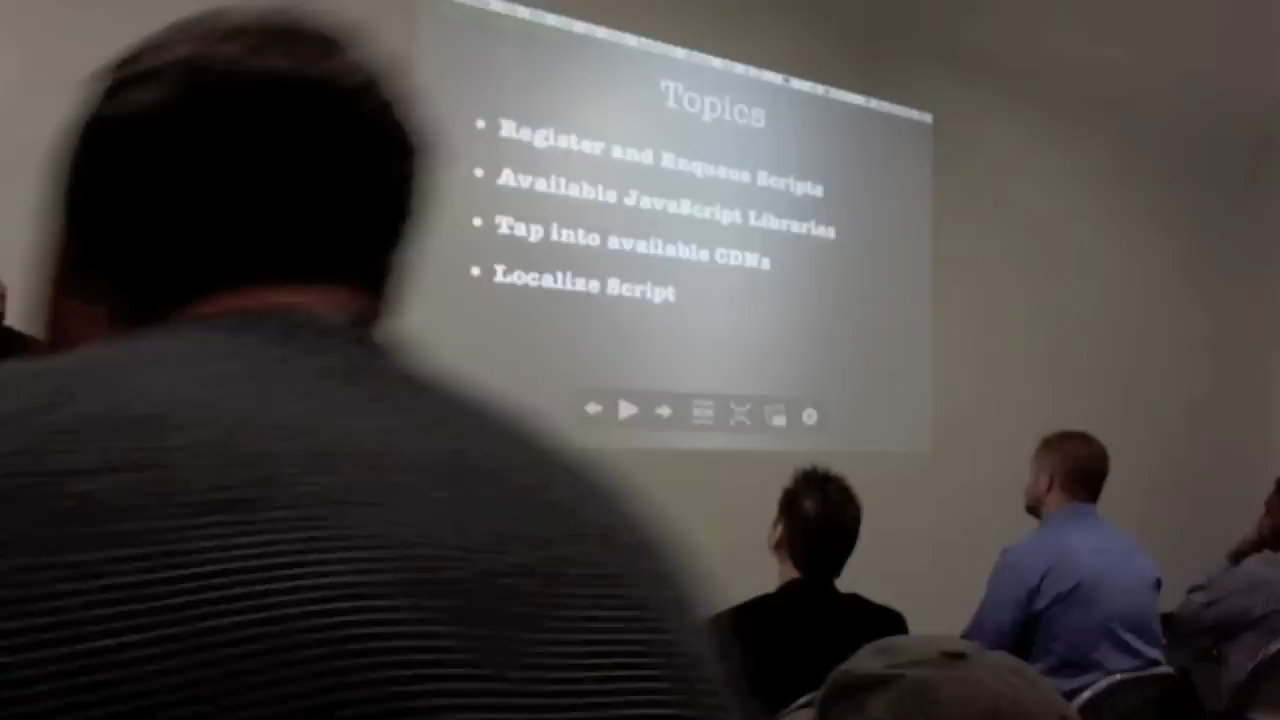 Topics
• Register and Enqueue Scripts
• Available JavaScript Libraries
• Tap into available CDNs
• Localize Script